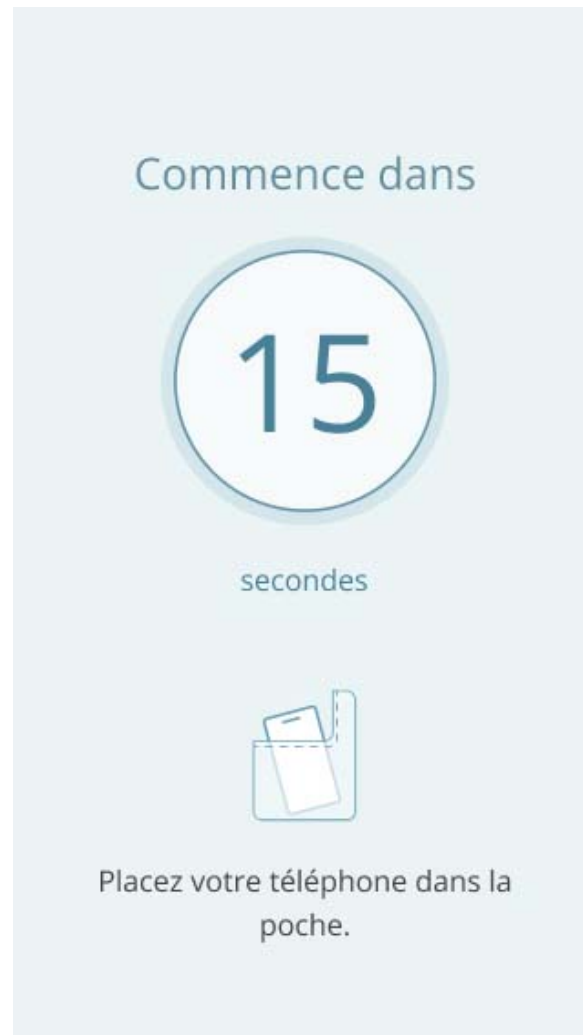 Commence dans
15
secondes
Placez votre téléphone dans la
poche.